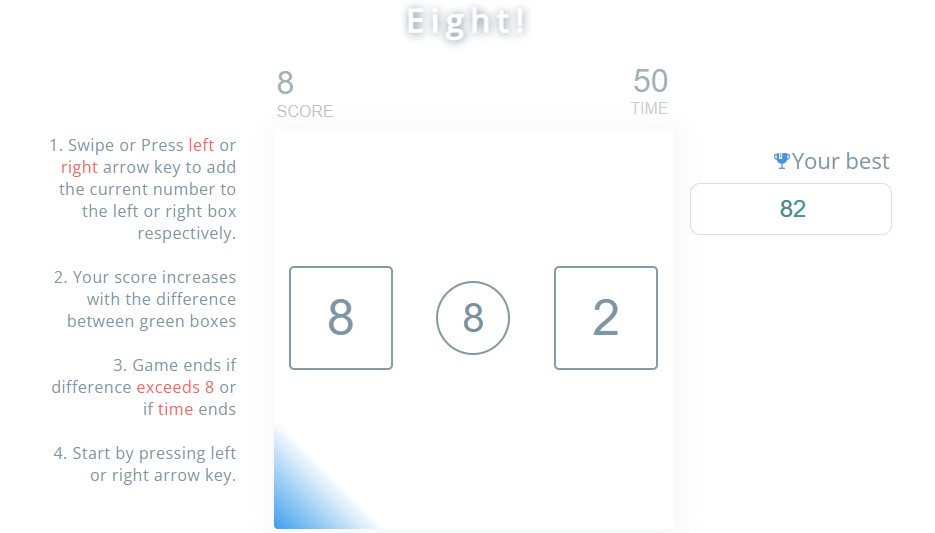 Eight!
8
SCORE
50
TIME
1. Swipe or Press left or
right arrow key to add
the current number to
the left or right box
respectively.
2. Your score increases
with the difference
between green boxes
3. Game ends if
difference exceeds 8 or
if time ends
4. Start by pressing left
or right arrow key.
8
8
2
Your best
82